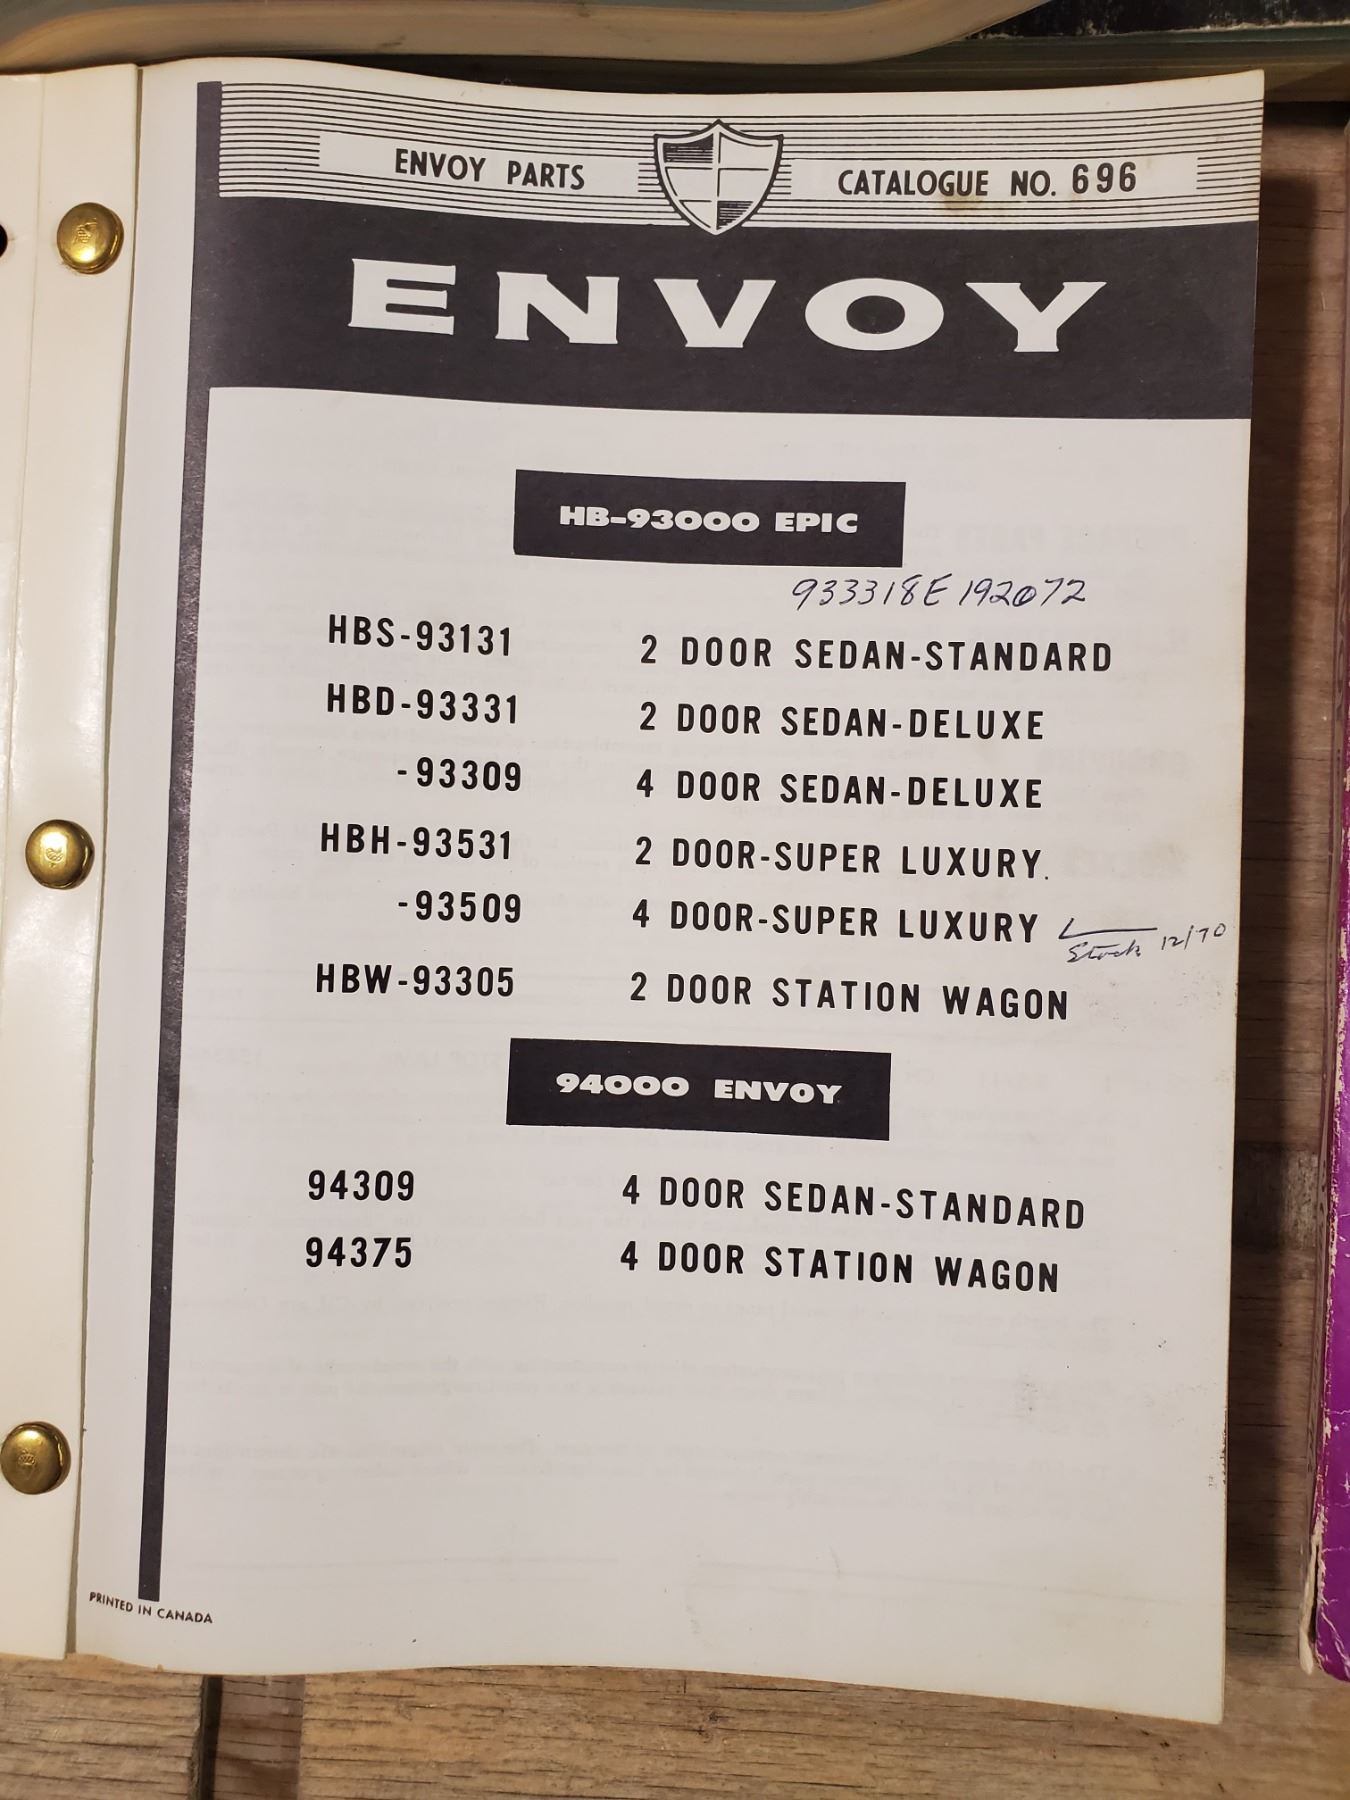 ENVOY PARTS CATALOGUE NO. 696
ENVOY
HB-93000 EPIC
933318E192072
HBS-93131 2 DOOR SEDAN-STANDARD
HBD-93331 2 DOOR SEDAN-DELUXE
-93309 4 DOOR SEDAN-DELUXE
HBH-93531 2 DOOR-SUPER LUXURY.
-93509 4 DOOR-SUPER LUXURY
Stock 12/70
HBW-93305 2 DOOR STATION WAGON
94000 ENVOY
94309 4 DOOR SEDAN-STANDARD
94375 4 DOOR STATION WAGON
PRINTED IN CANADA